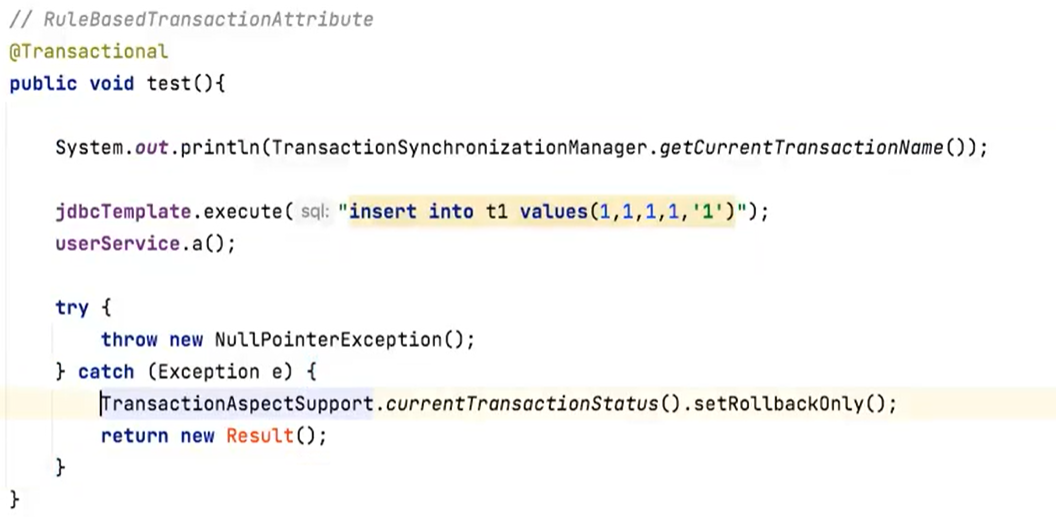 // RuleBasedTransactionAttribute
@Transactional
public void test(){
System.out.println(TransactionSynchronizationManager.getCurrentTransactionName());
jdbcTemplate.execute( sql: "insert into t1 values(1,1,1,1,'1')");
userService.a();
try {
throw new NullPointerException();
} catch (Exception e) {
TransactionAspectSupport.currentTransactionStatus().setRollbackOnly();
return new Result();
}
}